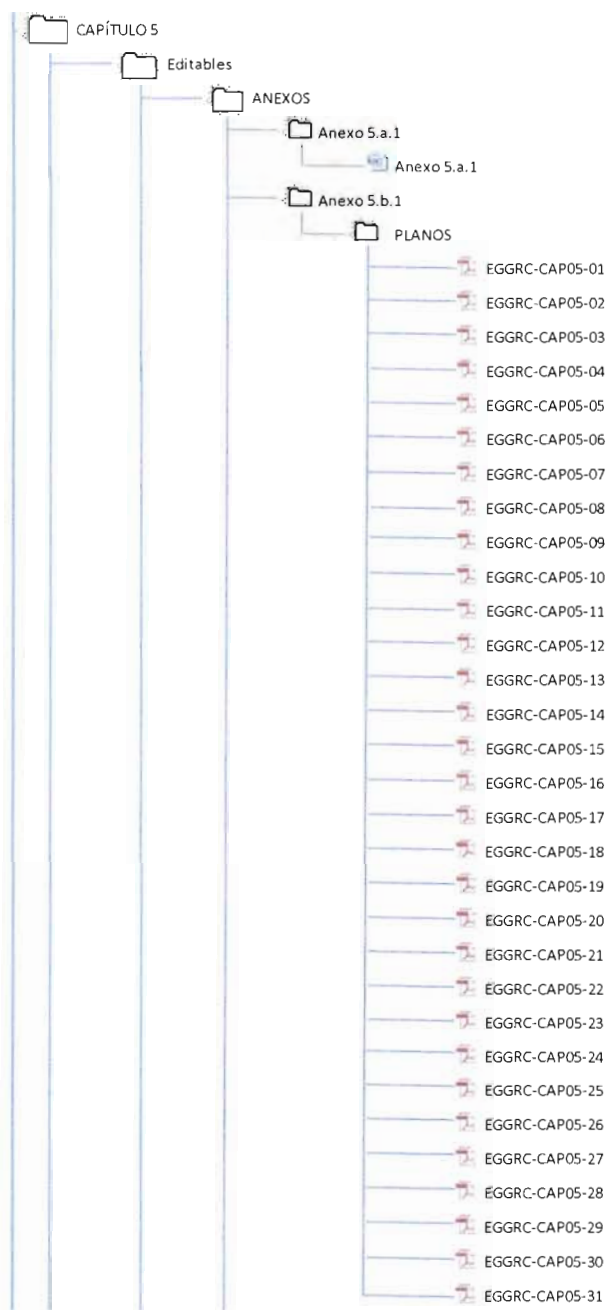 CAPÍTULO 5
Editables
ANEXOS
Anexo 5.a.1
Anexo 5.a.1
Anexo 5.b.1
PLANOS
EGGRC-CAP05-01
EGGRC-CAP05-02
EGGRC-CAP05-03
EGGRC-CAP05-04
EGGRC-CAP05-05
EGGRC-CAP05-06
EGGRC-CAP05-07
EGGRC-CAP05-08
EGGRC-CAP05-09
EGGRC-CAP05-10
EGGRC-CAP05-11
EGGRC-CAP05-12
EGGRC-CAP05-13
EGGRC-CAP05-14
EGGRC-CAP0S-15
EGGRC-CAP05-16
EGGRC-CAP05-17
EGGRC-CAP05-18
EGGRC-CAP05-19
EGGRC-CAP05-20
EGGRC-CAP05-21
EGGRC-CAP05-22
EGGRC-CAP05-23
EGGRC-CAP05-24
EGGRC-CAP05-25
EGGRC-CAP05-26
EGGRC-CAP05-27
EGGRC-CAP05-28
EGGRC-CAP05-29
EGGRC-CAP05-30
EGGRC-CAP05-31